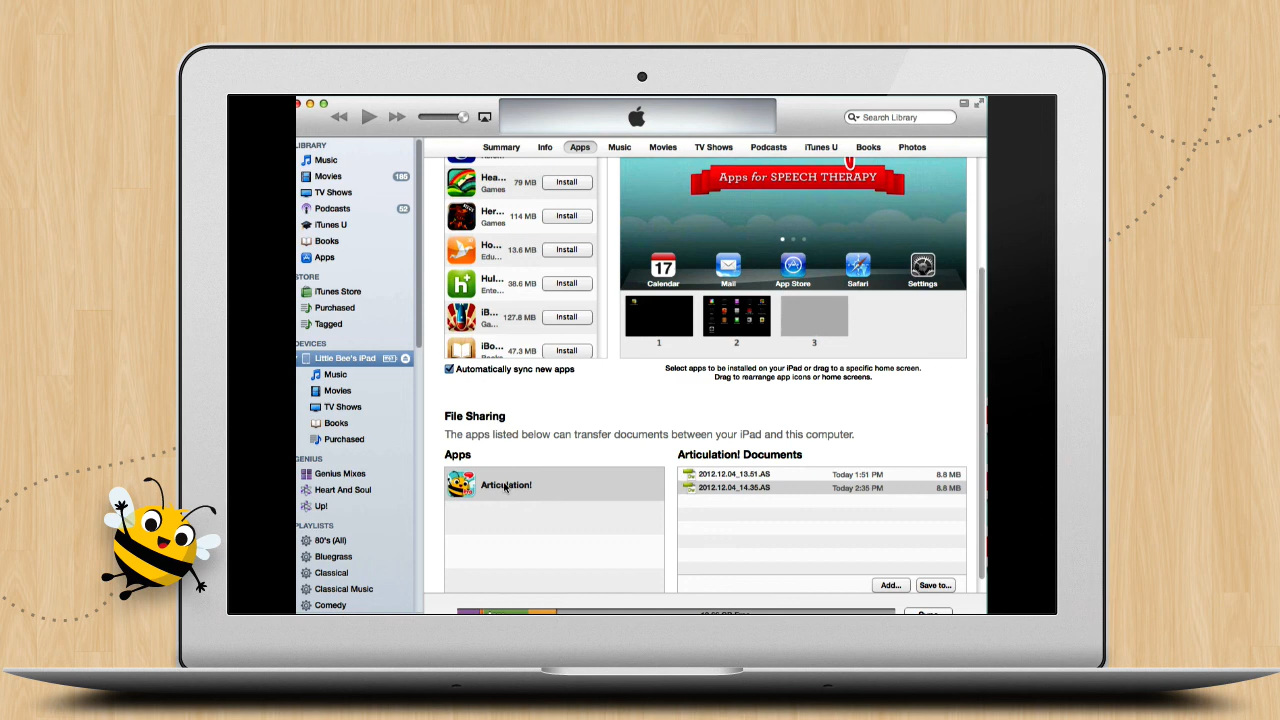 Search Library
Summary Info Apps Music Movies TV Shows Podcasts iTunes U Books Photos
LIBRARY
Music
Movies 185
TV Shows
Podcasts 62
iTunes U
Books
Apps
STORE
iTunes Store
Purchased
Tagged
DEVICES
Little Bee's iPad
Music
Movies
TV Shows
Books
Purchased
GENIUS
Genius Mixes
Heart And Soul
Up!
PLAYLISTS
80's (All)
Bluegrass
Classical
Classical Music
Comedy
Hea... 79 MB Install
Games
Her... 114 MB Install
Games
Ho... 13.6 MB Install
Edu...
Hul... 38.6 MB Install
Ente...
iB... 127.8 MB Install
Ga...
iBo... 47.3 MB Install
Automatically sync new apps
Apps for SPEECH THERAPY
17
Calendar Mail App Store Safari Settings
1 2 3
Select apps to be installed on your iPad or drag to a specific home screen.
Drag to rearrange app icons or home screens.
File Sharing
The apps listed below can transfer documents between your iPad and this computer.
Apps
Articulation!
Articulation! Documents
2012.12.04_13.51.AS Today 1:51 PM 8.8 MB
2012.12.04_14.35.AS Today 2:35 PM 8.8 MB
Add... Save to...